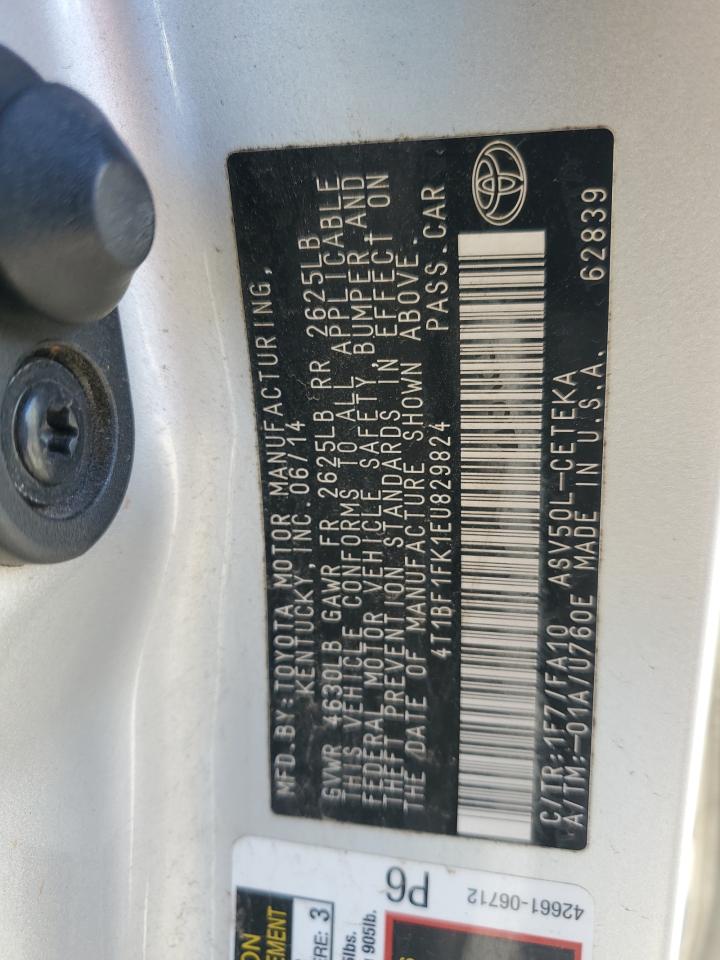 MFD.BY:TOYOTA MOTOR MANUFACTURING,
KENTUCKY, INC 06/14
GVWR 4630LB GAWR FR 2625LB RR 2625LB
THIS VEHICLE CONFORMS TO ALL APPLICABLE
FEDERAL MOTOR VEHICLE SAFETY, BUMPER, AND
THEFT PREVENTION STANDARDS IN EFFECT ON
THE DATE OF MANUFACTURE SHOWN ABOVE.
4T1BF1FK1EU829824 PASS.CAR
C/TR:1F7/FA10 ASV50L-CETEKA
A/TM:-01A/U760E MADE IN U.S.A. 62839
P6
42661-06712
3
905lb.